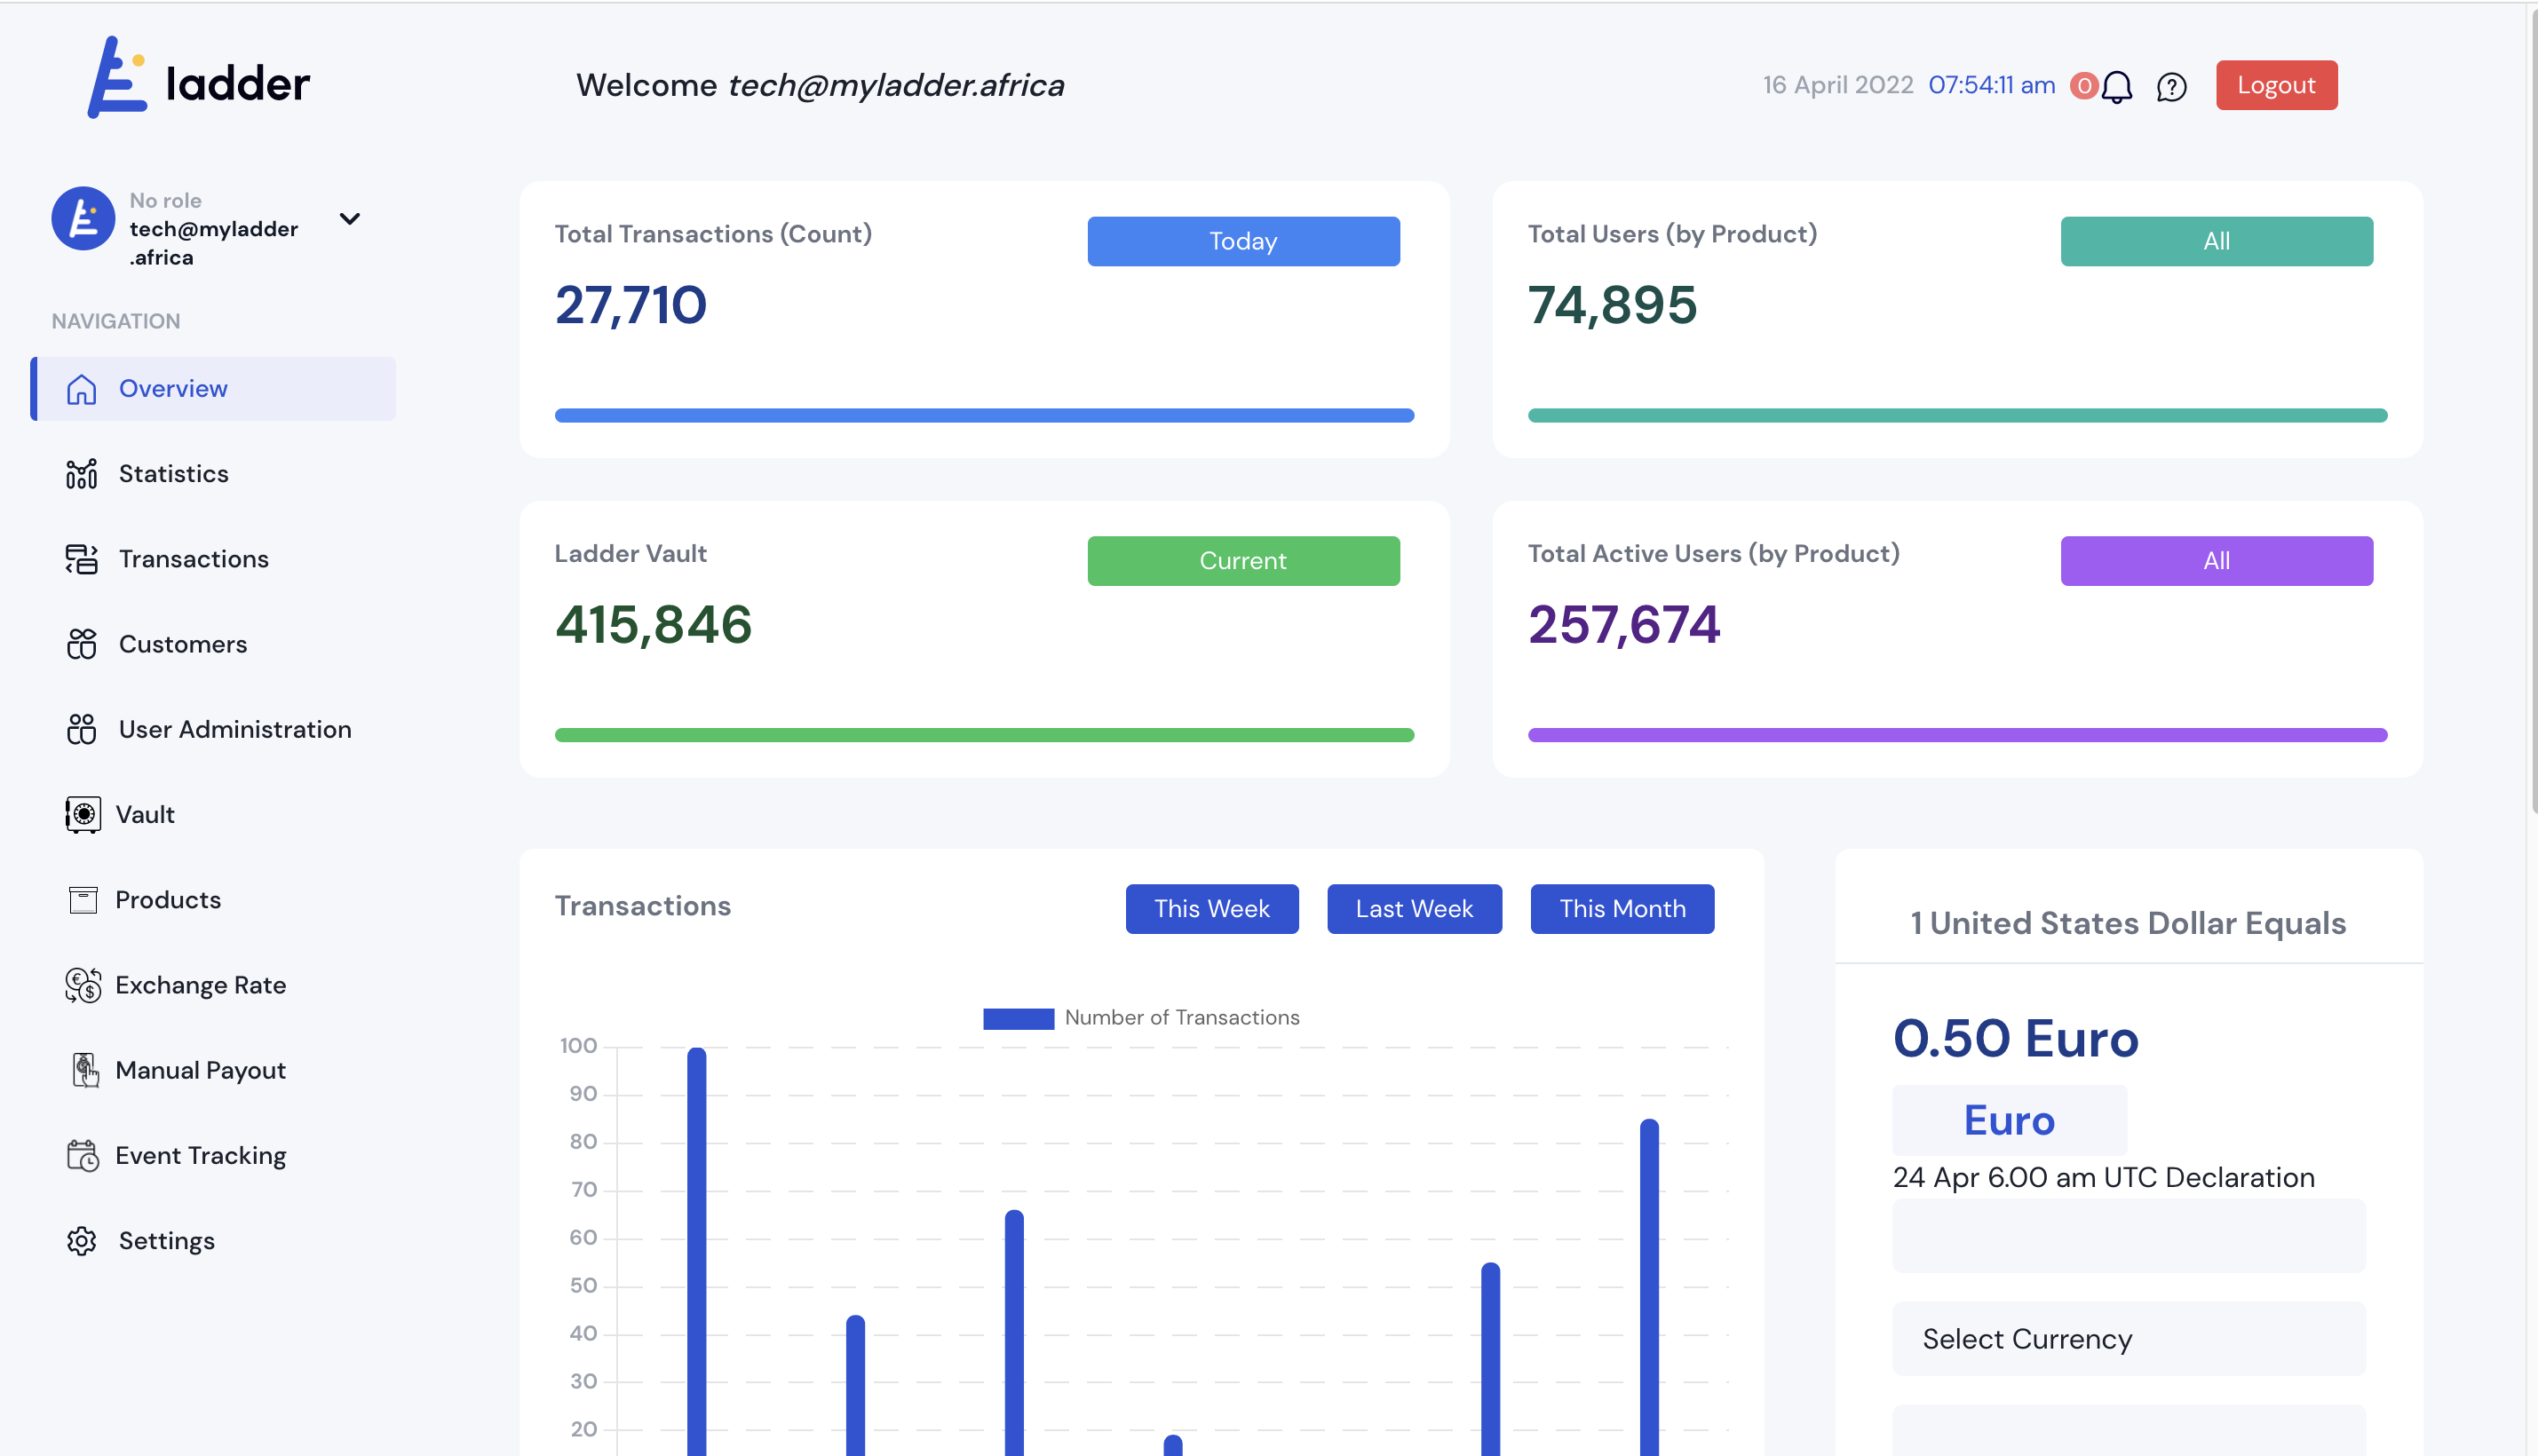 ladder
Welcome tech@myladder.africa
16 April 2022 07:54:11 am 0 Logout
No role
tech@myladder
.africa
NAVIGATION
Overview
Statistics
Transactions
Customers
User Administration
Vault
Products
Exchange Rate
Manual Payout
Event Tracking
Settings
Total Transactions (Count) Today
27,710
Total Users (by Product) All
74,895
Ladder Vault Current
415,846
Total Active Users (by Product) All
257,674
Transactions This Week Last Week This Month
Number of Transactions
100
90
80
70
60
50
40
30
20
1 United States Dollar Equals
0.50 Euro
Euro
24 Apr 6.00 am UTC Declaration
Select Currency